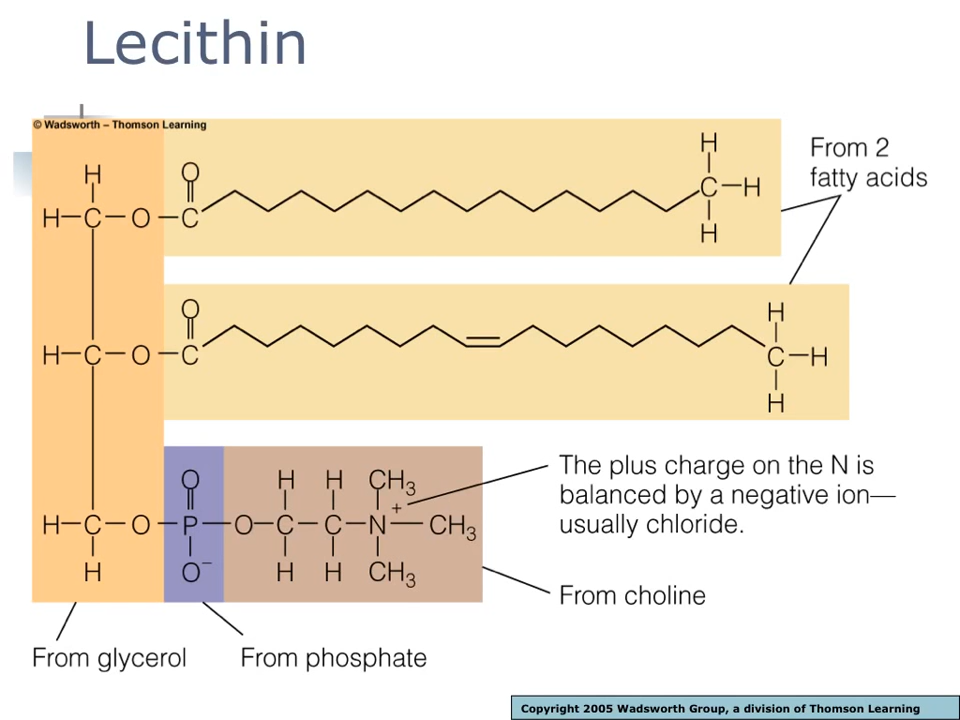 Lecithin
© Wadsworth – Thomson Learning
From 2
fatty acids
H
O
H
H–C–O–C
C–H
H
O
H
H–C–O–C
C–H
H
O H H CH₃
H–C–O–P–O–C–C–N⁺–CH₃
H O⁻ H H CH₃
The plus charge on the N is
balanced by a negative ion—
usually chloride.
From choline
From glycerol
From phosphate
Copyright 2005 Wadsworth Group, a division of Thomson Learning